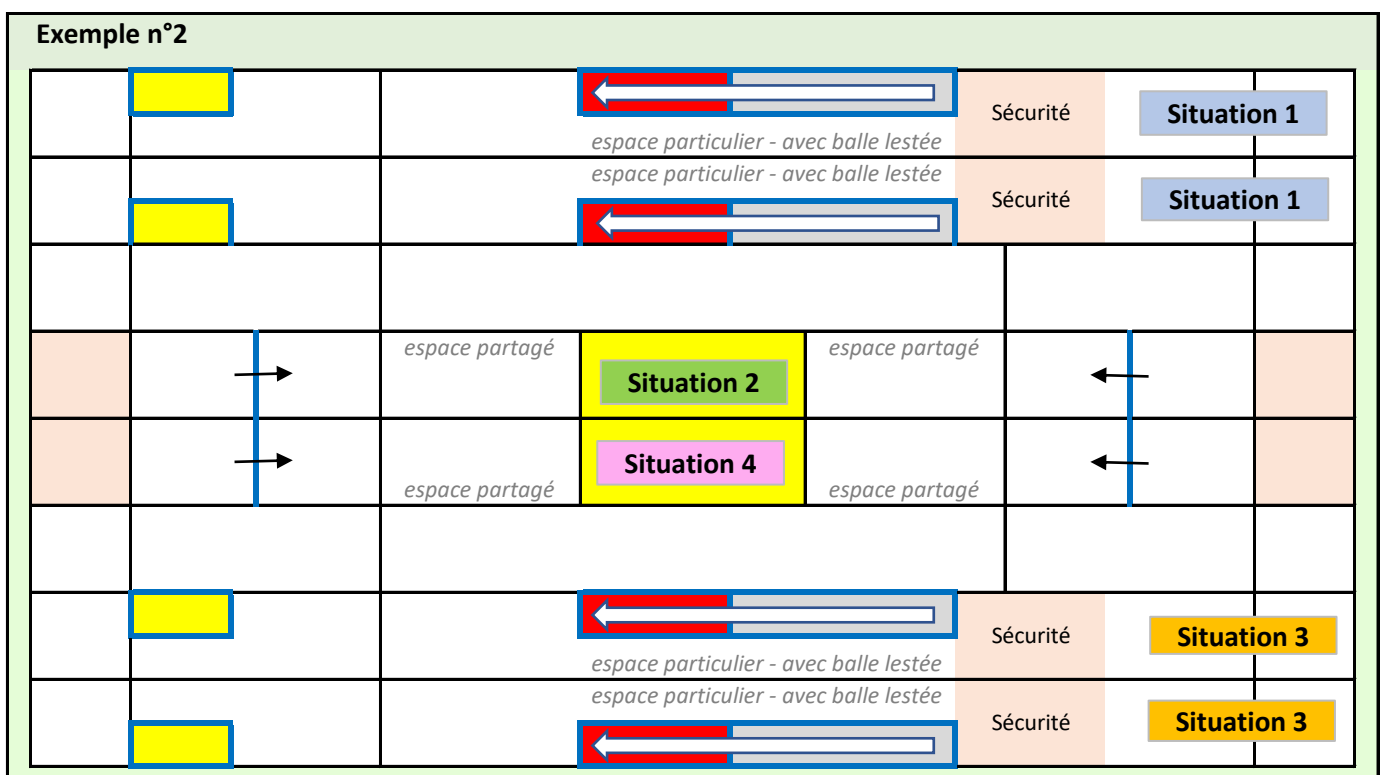 Exemple n°2
Sécurité
Situation 1
espace particulier - avec balle lestée
espace particulier - avec balle lestée
Sécurité
Situation 1
espace partagé
espace partagé
Situation 2
Situation 4
espace partagé
espace partagé
Sécurité
Situation 3
espace particulier - avec balle lestée
espace particulier - avec balle lestée
Sécurité
Situation 3